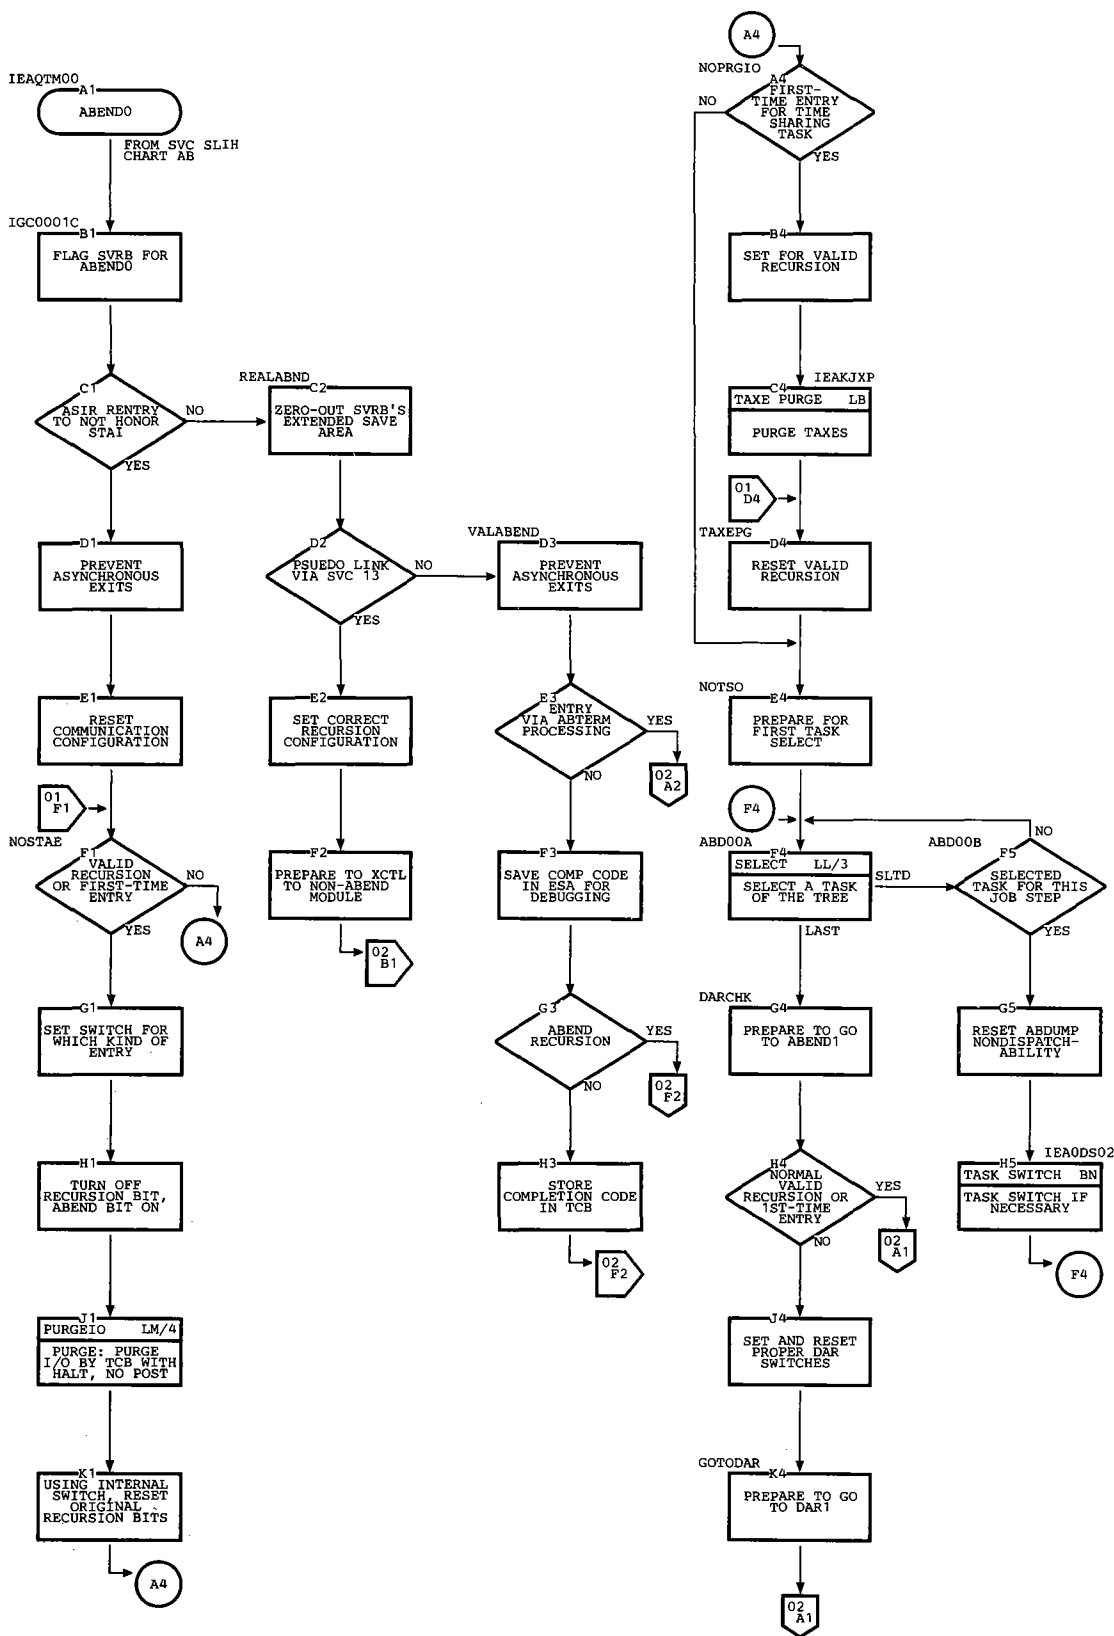 IEAQTM00
A1
ABEND0
FROM SVC SLIH
CHART AB
IGC0001C
B1
FLAG SVRB FOR
ABEND0
C1
ASIR RENTRY
TO NOT HONOR
STAI
NO
YES
D1
PREVENT
ASYNCHRONOUS
EXITS
E1
RESET
COMMUNICATION
CONFIGURATION
01
F1
NOSTAE
F1
VALID
RECURSION
OR FIRST-TIME
ENTRY
NO
A4
YES
G1
SET SWITCH FOR
WHICH KIND OF
ENTRY
H1
TURN OFF
RECURSION BIT,
ABEND BIT ON
J1
PURGEIO LM/4
PURGE: PURGE
I/O BY TCB WITH
HALT, NO POST
K1
USING INTERNAL
SWITCH, RESET
ORIGINAL
RECURSION BITS
A4
REALABND
C2
ZERO-OUT SVRB'S
EXTENDED SAVE
AREA
D2
PSUEDO LINK
VIA SVC 13
NO
YES
E2
SET CORRECT
RECURSION
CONFIGURATION
F2
PREPARE TO XCTL
TO NON-ABEND
MODULE
02
B1
VALABEND
D3
PREVENT
ASYNCHRONOUS
EXITS
E3
ENTRY
VIA ABTERM
PROCESSING
YES
02
A2
NO
F3
SAVE COMP CODE
IN ESA FOR
DEBUGGING
G3
ABEND
RECURSION
YES
02
F2
NO
H3
STORE
COMPLETION CODE
IN TCB
02
F2
A4
NOPRGIO
A4
FIRST-
TIME ENTRY
FOR TIME
SHARING
TASK
NO
YES
B4
SET FOR VALID
RECURSION
IEAKJXP
C4
TAXE PURGE LB
PURGE TAXES
01
D4
TAXEPG
D4
RESET VALID
RECURSION
NOTSO
E4
PREPARE FOR
FIRST TASK
SELECT
F4
ABD00A
F4
SELECT LL/3
SELECT A TASK
OF THE TREE
SLTD
LAST
ABD00B
NO
F5
SELECTED
TASK FOR THIS
JOB STEP
YES
DARCHK
G4
PREPARE TO GO
TO ABEND1
G5
RESET ABDUMP
NONDISPATCH-
ABILITY
H4
NORMAL
VALID
RECURSION OR
1ST-TIME
ENTRY
YES
02
A1
NO
IEA0DS02
H5
TASK SWITCH BN
TASK SWITCH IF
NECESSARY
F4
J4
SET AND RESET
PROPER DAR
SWITCHES
GOTODAR
K4
PREPARE TO GO
TO DAR1
02
A1